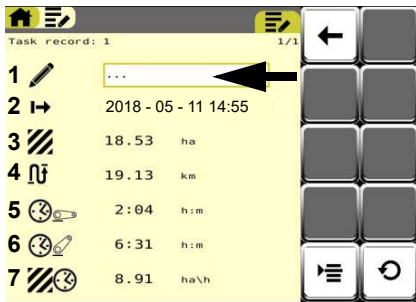 Task record: 1 1/1
1 ...
2 2018 - 05 - 11 14:55
3 18.53 ha
4 19.13 km
5 2:04 h:m
6 6:31 h:m
7 8.91 ha\h